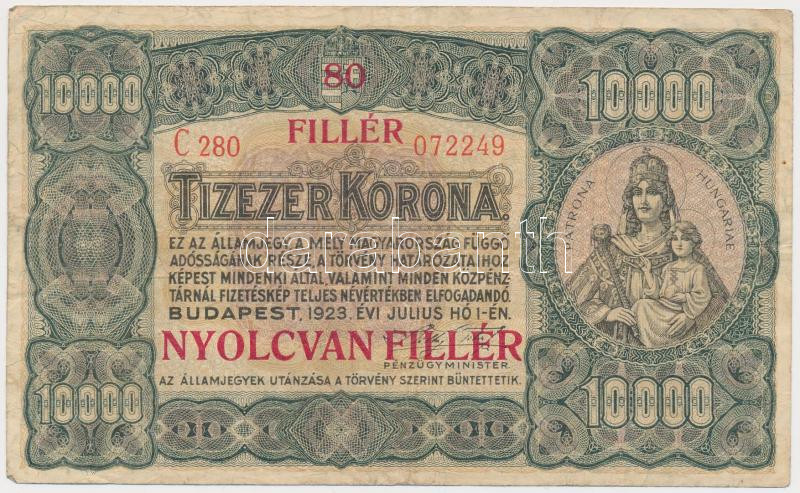 10000
80
10000
FILLÉR
C 280
072249
TIZEZER KORONA.
PATRONA HUNGARIAE
EZ AZ ÁLLAMJEGY A MELY MAGYARORSZÁG FÜGGŐ
ADÓSSÁGÁNAK RÉSZE, A TÖRVÉNY HATÁROZATAIHOZ
KÉPEST MINDENKI ÁLTAL, VALAMINT MINDEN KÖZPÉNZ-
TÁRNÁL FIZETÉSKÉP TELJES NÉVÉRTÉKBEN ELFOGADANDÓ.
BUDAPEST, 1923. ÉVI JULIUS HÓ 1-ÉN.
NYOLCVAN FILLÉR
PÉNZÜGYMINISTER.
AZ ÁLLAMJEGYEK UTÁNZÁSA A TÖRVÉNY SZERINT BÜNTETTETIK.
10000
10000
darabanth